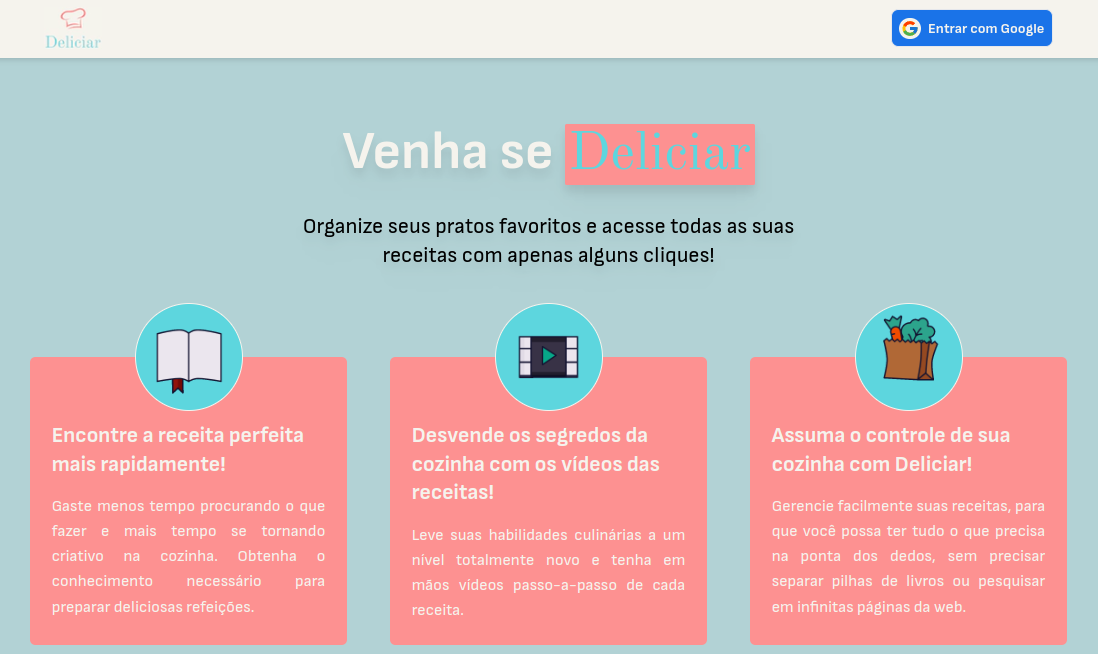 Deliciar
Entrar com Google
Venha se Deliciar
Organize seus pratos favoritos e acesse todas as suas
receitas com apenas alguns cliques!
Encontre a receita perfeita
mais rapidamente!
Gaste menos tempo procurando o que
fazer e mais tempo se tornando
criativo na cozinha. Obtenha o
conhecimento necessário para
preparar deliciosas refeições.
Desvende os segredos da
cozinha com os vídeos das
receitas!
Leve suas habilidades culinárias a um
nível totalmente novo e tenha em
mãos vídeos passo-a-passo de cada
receita.
Assuma o controle de sua
cozinha com Deliciar!
Gerencie facilmente suas receitas, para
que você possa ter tudo o que precisa
na ponta dos dedos, sem precisar
separar pilhas de livros ou pesquisar
em infinitas páginas da web.